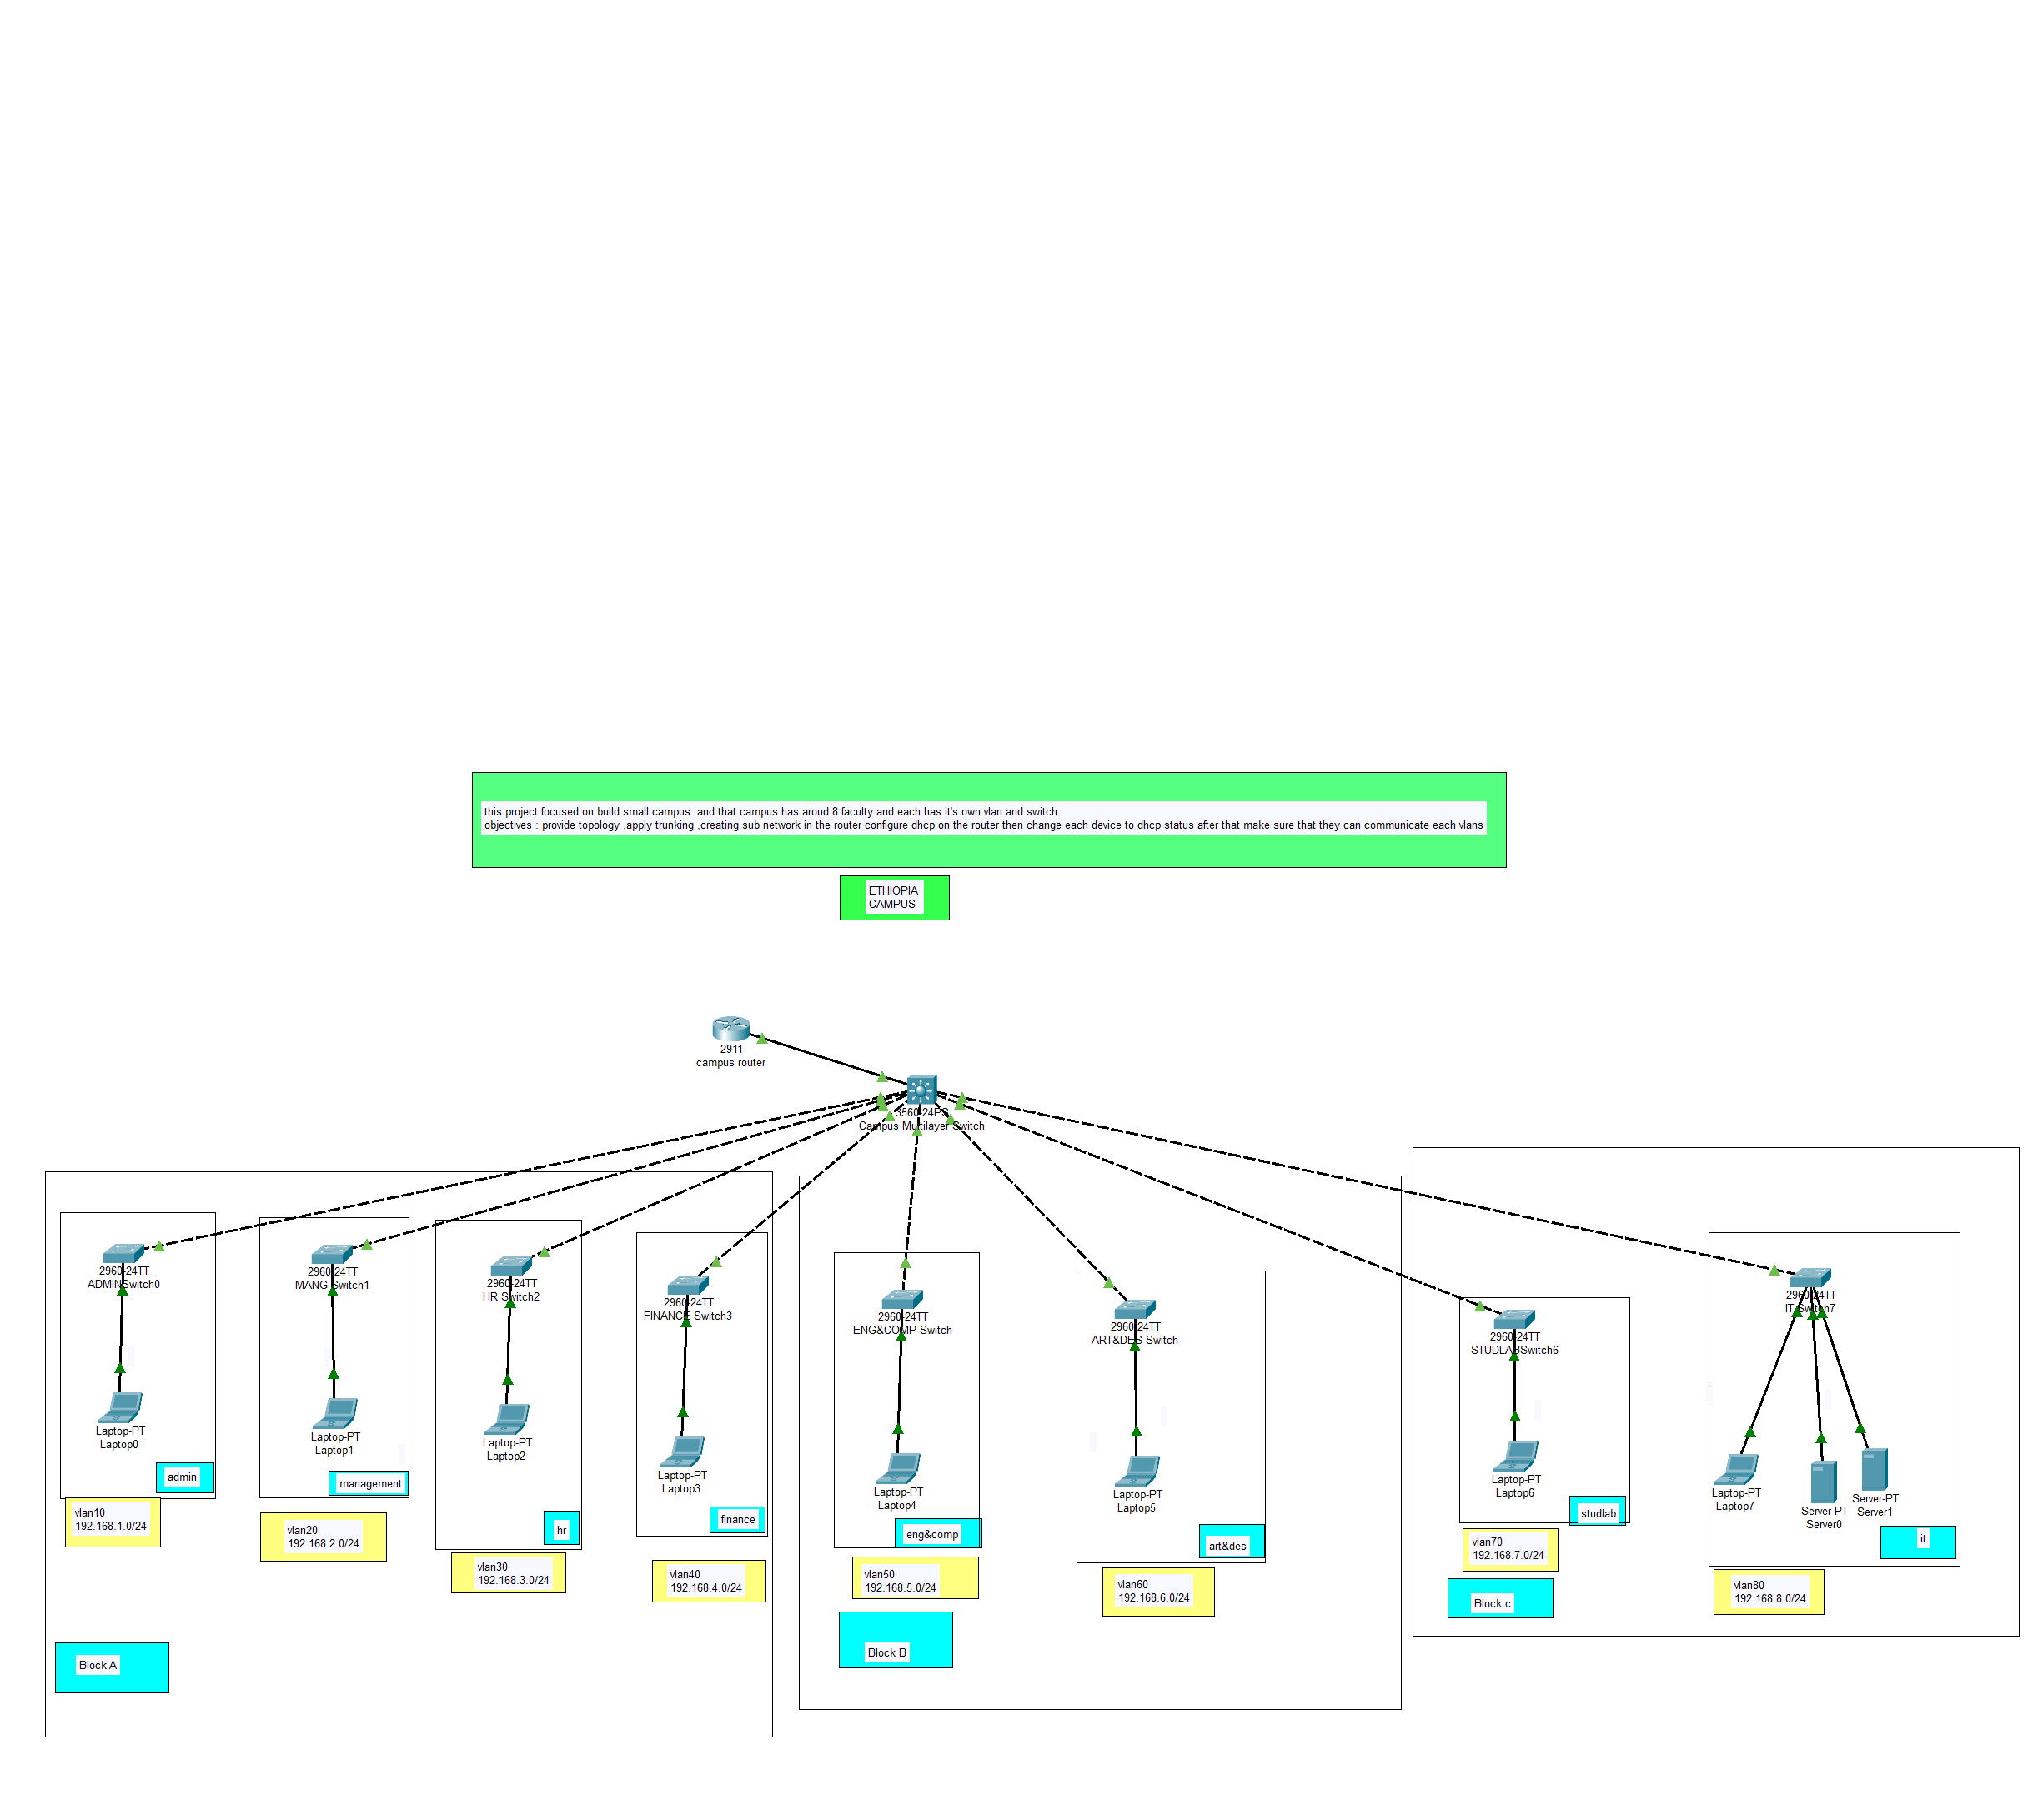 this project focused on build small campus  and that campus has aroud 8 faculty and each has it's own vlan and switch
objectives : provide topology ,apply trunking ,creating sub network in the router configure dhcp on the router then change each device to dhcp status after that make sure that they can communicate each vlans
ETHIOPIA
CAMPUS
2911
campus router
3560-24PS
Campus Multilayer Switch
2960-24TT
ADMINSwitch0
Laptop-PT
Laptop0
admin
vlan10
192.168.1.0/24
2960-24TT
MANG Switch1
Laptop-PT
Laptop1
management
vlan20
192.168.2.0/24
2960-24TT
HR Switch2
Laptop-PT
Laptop2
hr
vlan30
192.168.3.0/24
2960-24TT
FINANCE Switch3
Laptop-PT
Laptop3
finance
vlan40
192.168.4.0/24
Block A
2960-24TT
ENG&COMP Switch
Laptop-PT
Laptop4
eng&comp
vlan50
192.168.5.0/24
2960-24TT
ART&DES Switch
Laptop-PT
Laptop5
art&des
vlan60
192.168.6.0/24
Block B
2960-24TT
STUDLABSwitch6
Laptop-PT
Laptop6
studlab
vlan70
192.168.7.0/24
Block c
2960-24TT
IT Switch7
Laptop-PT
Laptop7
Server-PT
Server0
Server-PT
Server1
it
vlan80
192.168.8.0/24